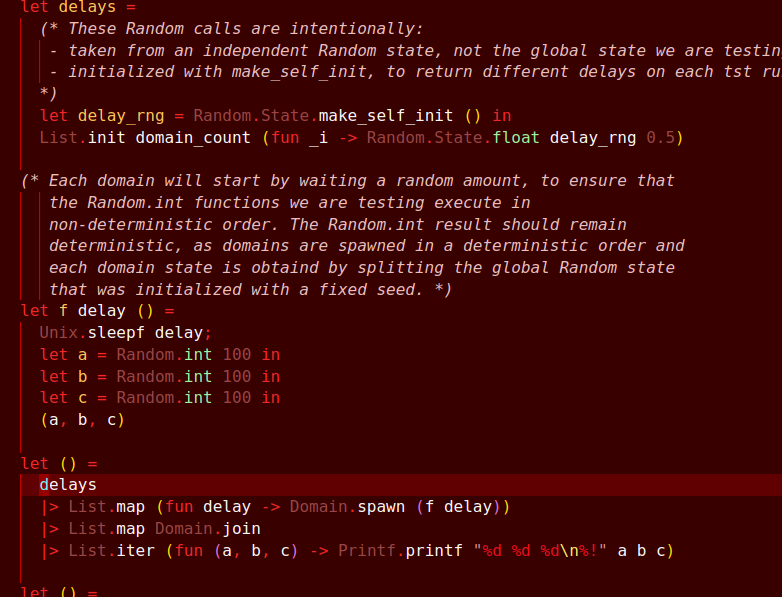 let delays =
(* These Random calls are intentionally:
- taken from an independent Random state, not the global state we are testin
- initialized with make_self_init, to return different delays on each tst ru
*)
let delay_rng = Random.State.make_self_init () in
List.init domain_count (fun _i -> Random.State.float delay_rng 0.5)
(* Each domain will start by waiting a random amount, to ensure that
the Random.int functions we are testing execute in
non-deterministic order. The Random.int result should remain
deterministic, as domains are spawned in a deterministic order and
each domain state is obtaind by splitting the global Random state
that was initialized with a fixed seed. *)
let f delay () =
Unix.sleepf delay;
let a = Random.int 100 in
let b = Random.int 100 in
let c = Random.int 100 in
(a, b, c)
let () =
delays
|> List.map (fun delay -> Domain.spawn (f delay))
|> List.map Domain.join
|> List.iter (fun (a, b, c) -> Printf.printf "%d %d %d\n%!" a b c)
let () =